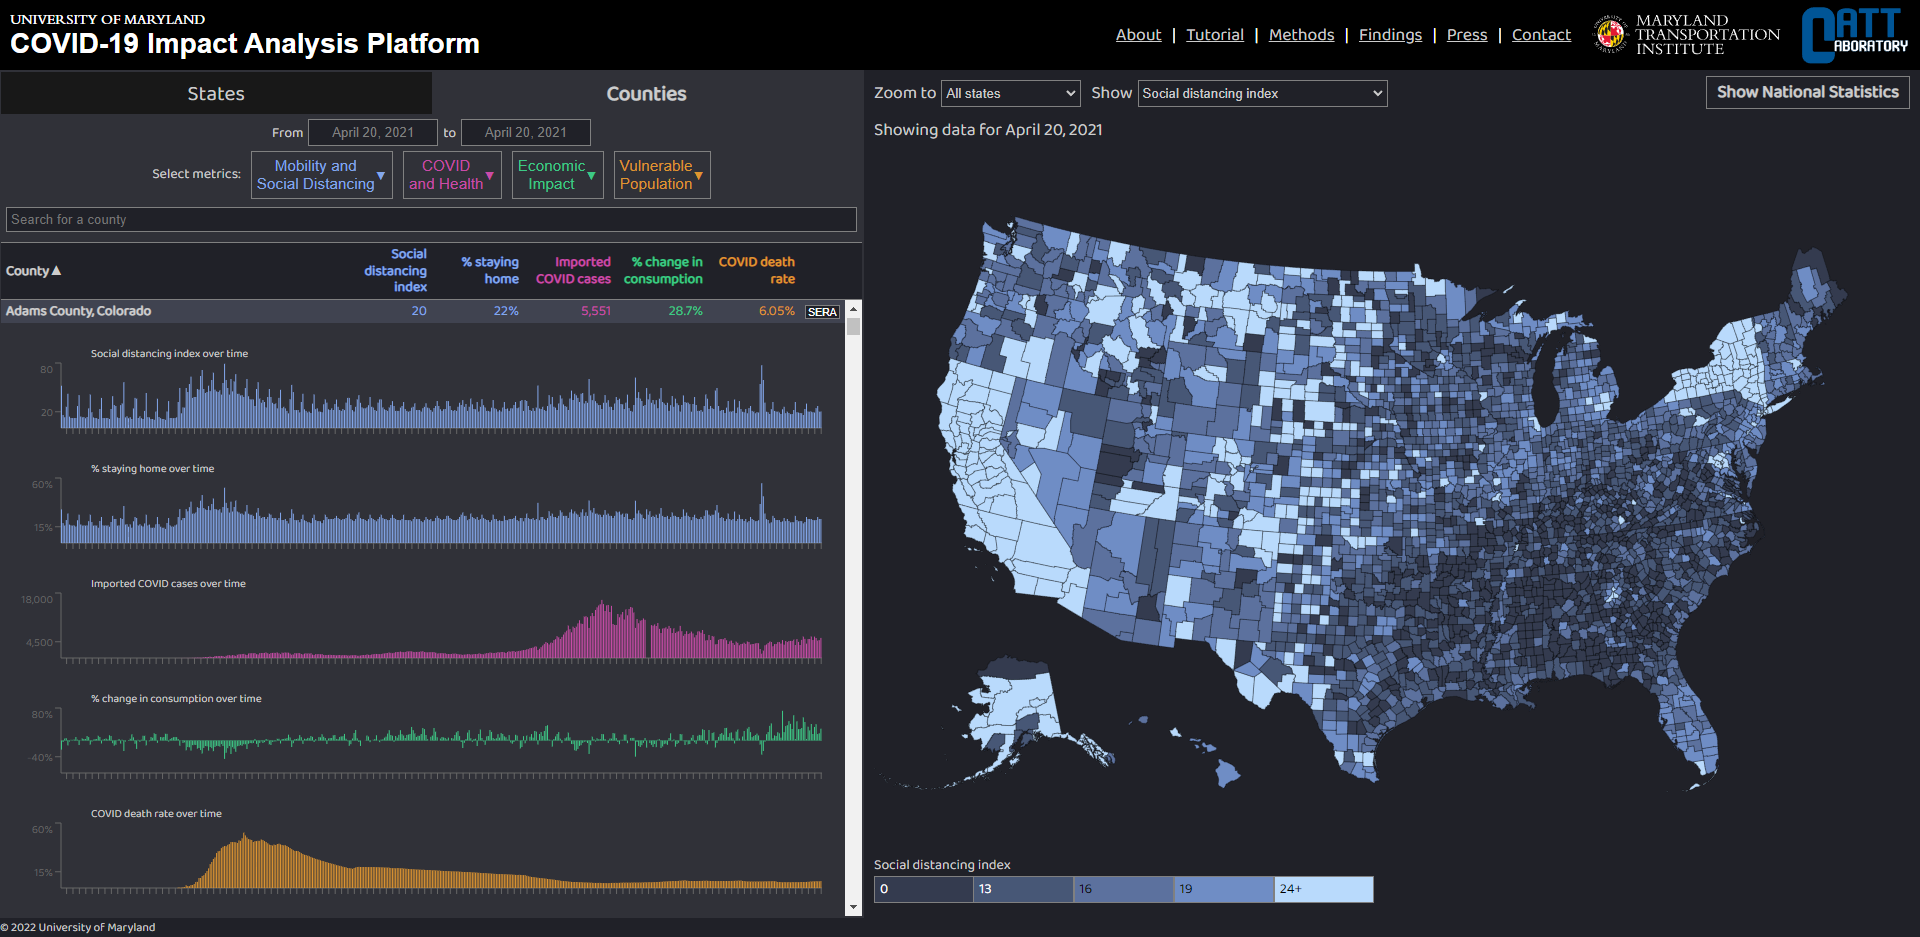 UNIVERSITY OF MARYLAND
COVID-19 Impact Analysis Platform
About | Tutorial | Methods | Findings | Press | Contact
MARYLAND
TRANSPORTATION
INSTITUTE
CATT
LABORATORY
States
Counties
From April 20, 2021 to April 20, 2021
Select metrics:
Mobility and
Social Distancing ▼
COVID
and Health ▼
Economic
Impact ▼
Vulnerable
Population ▼
Search for a county
County ▲
Social
distancing
index
% staying
home
Imported
COVID cases
% change in
consumption
COVID death
rate
Adams County, Colorado 20 22% 5,551 28.7% 6.05% SERA
Social distancing index over time
80
20
% staying home over time
60%
15%
Imported COVID cases over time
18,000
4,500
% change in consumption over time
80%
-40%
COVID death rate over time
60%
15%
© 2022 University of Maryland
Zoom to All states Show Social distancing index
Show National Statistics
Showing data for April 20, 2021
Social distancing index
0 13 16 19 24+